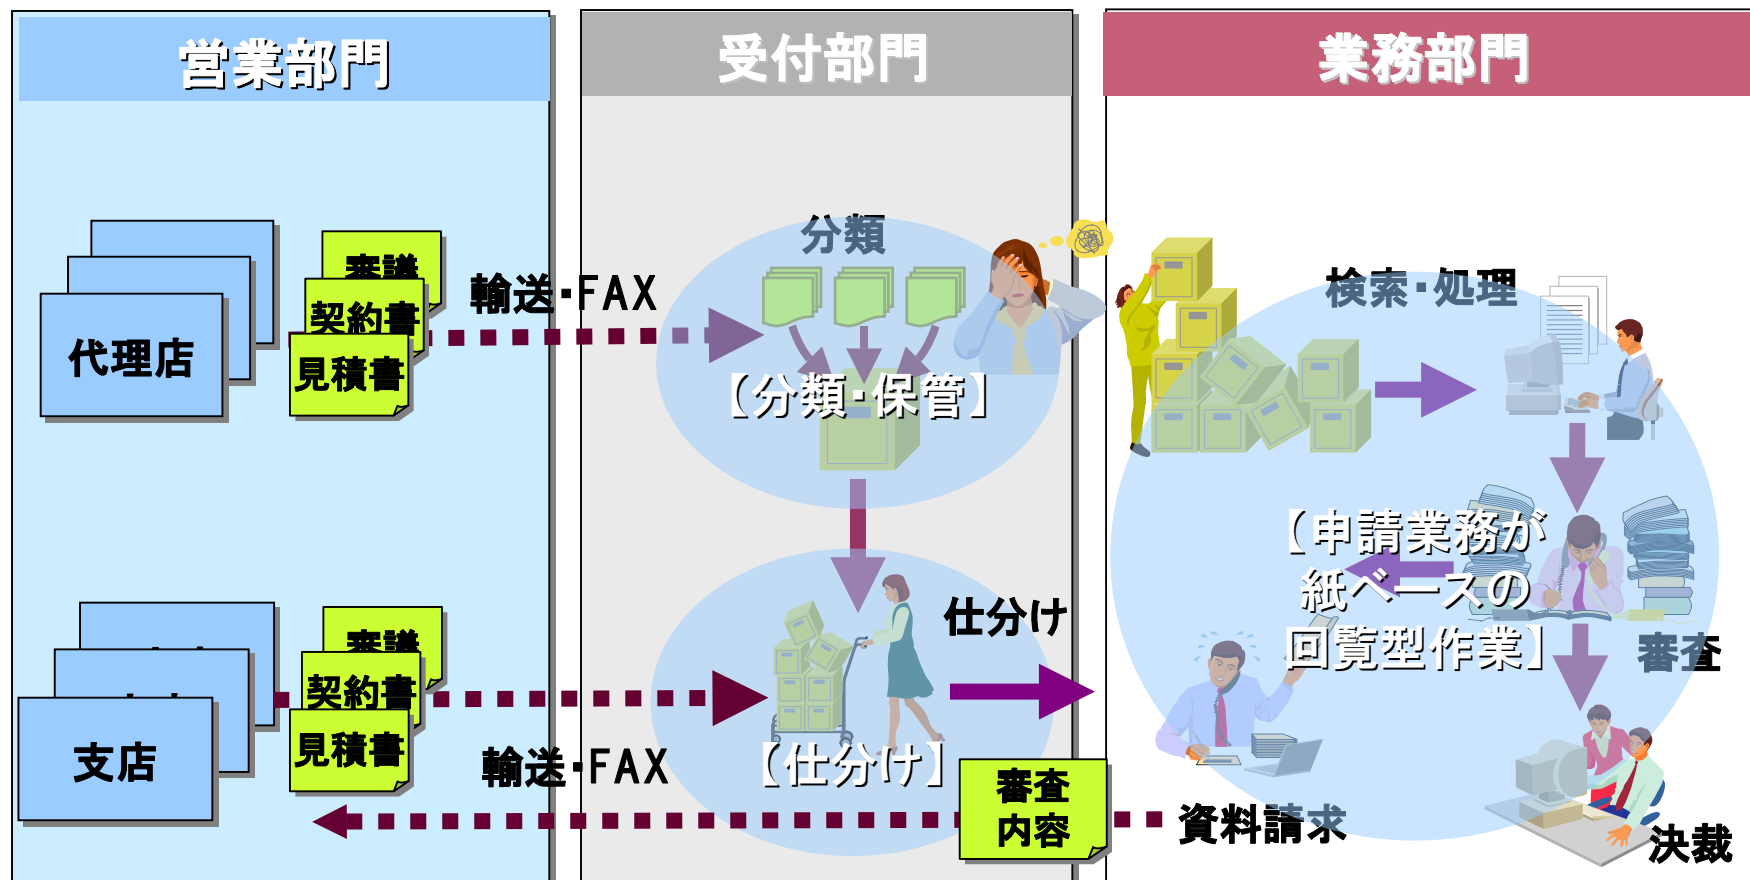 営業部門
受付部門
業務部門
分類
審議
契約書
見積書
代理店
輸送・FAX
【分類・保管】
検索・処理
【申請業務が
紙ベースの
回覧型作業】
審査
仕分け
審議
契約書
見積書
支店
輸送・FAX
【仕分け】
審査
内容
資料請求
決裁